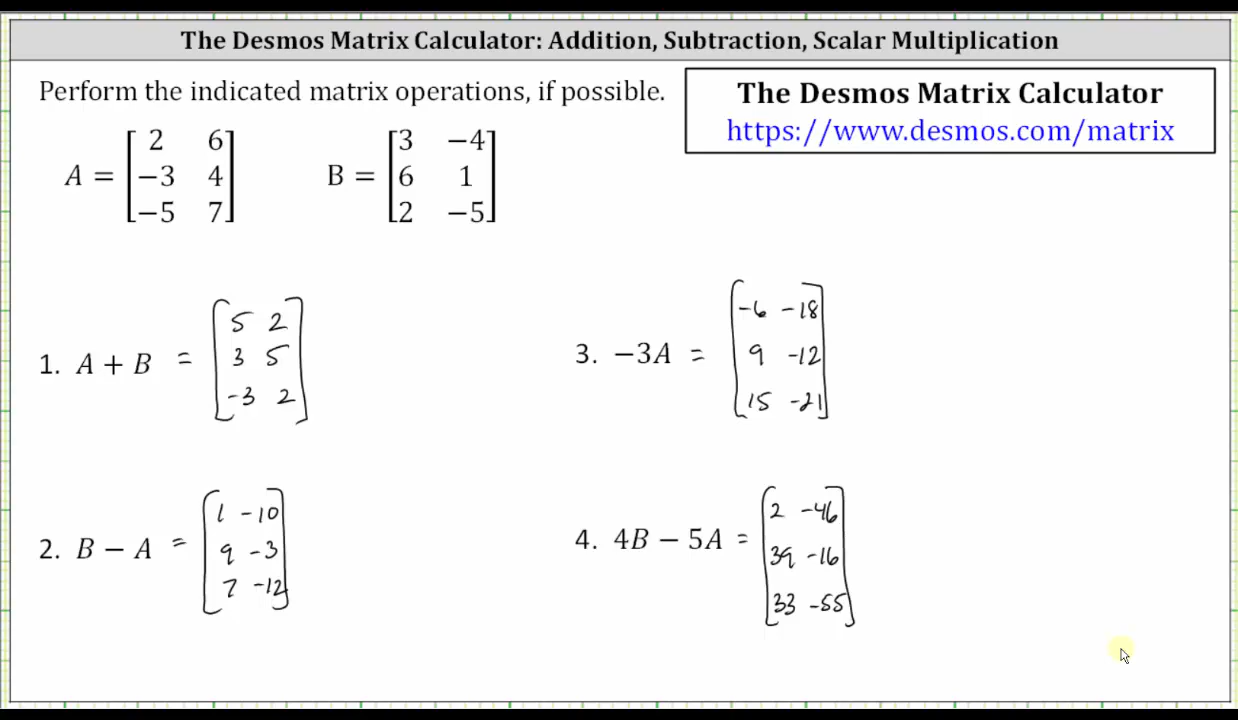 The Desmos Matrix Calculator: Addition, Subtraction, Scalar Multiplication
Perform the indicated matrix operations, if possible.
The Desmos Matrix Calculator
https://www.desmos.com/matrix
A = [2 6
−3 4
−5 7]
B = [3 −4
6 1
2 −5]
1. A + B = [5 2
3 5
-3 2]
2. B − A = [1 -10
9 -3
7 -12]
3. −3A = [-6 -18
9 -12
15 -21]
4. 4B − 5A = [2 -46
39 -16
33 -55]